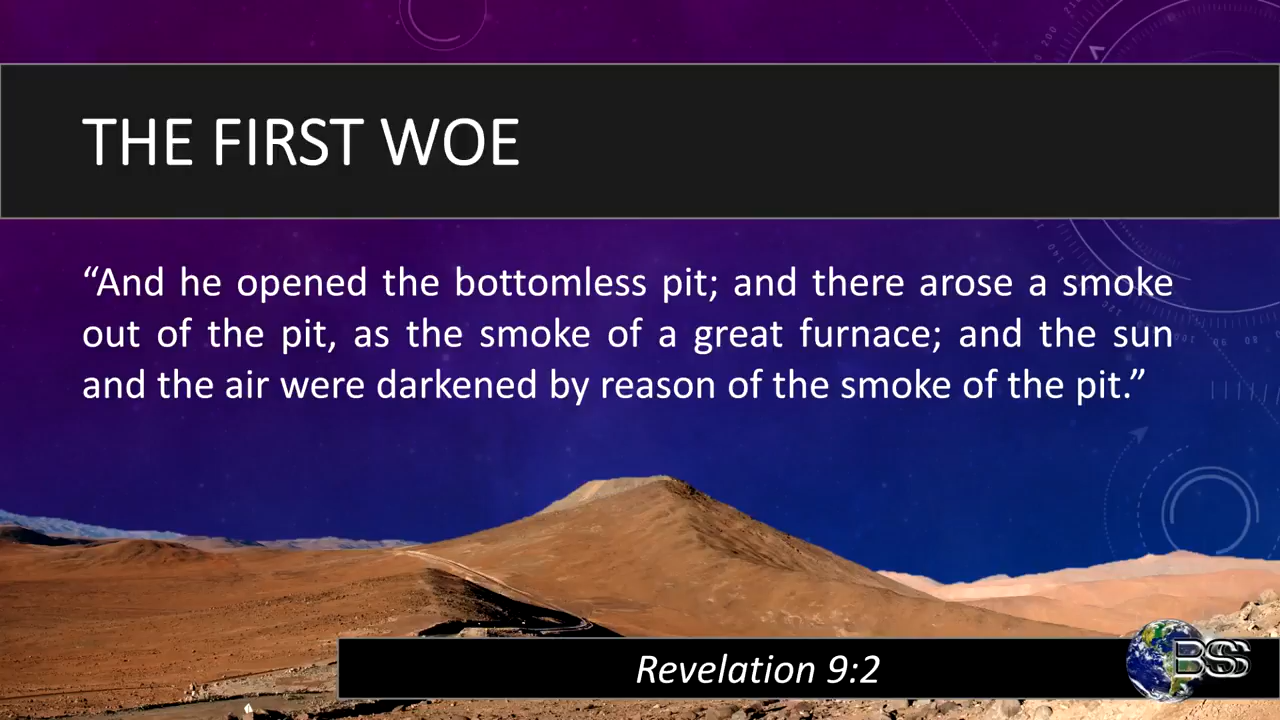 THE FIRST WOE
“And he opened the bottomless pit; and there arose a smoke
out of the pit, as the smoke of a great furnace; and the sun
and the air were darkened by reason of the smoke of the pit.”
Revelation 9:2
BSS